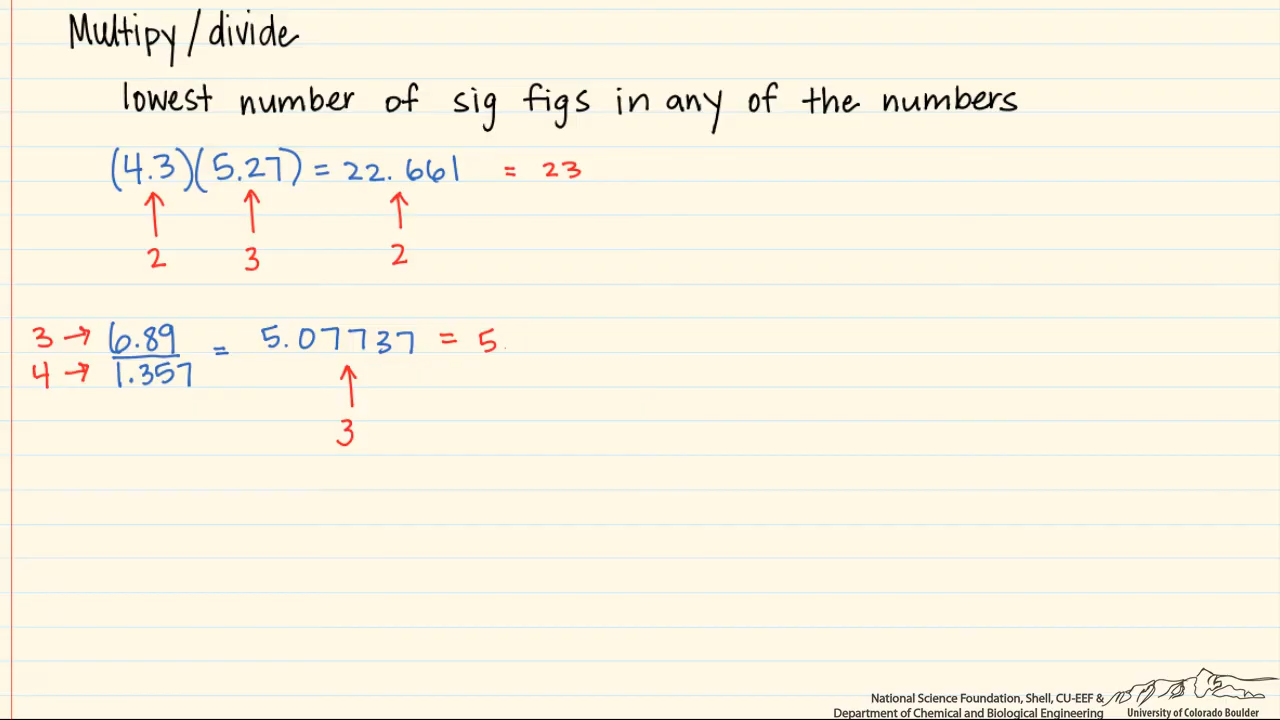 Multipy/divide
lowest number of sig figs in any of the numbers
(4.3)(5.27) = 22.661 = 23
2 3 2
3 → 6.89 = 5.07737 = 5.
4 → 1.357
3
National Science Foundation, Shell, CU-EEF &
Department of Chemical and Biological Engineering
University of Colorado Boulder